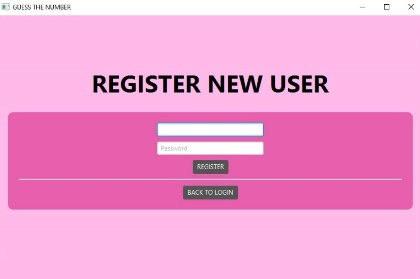 GUESS THE NUMBER
REGISTER NEW USER
Password
REGISTER
BACK TO LOGIN